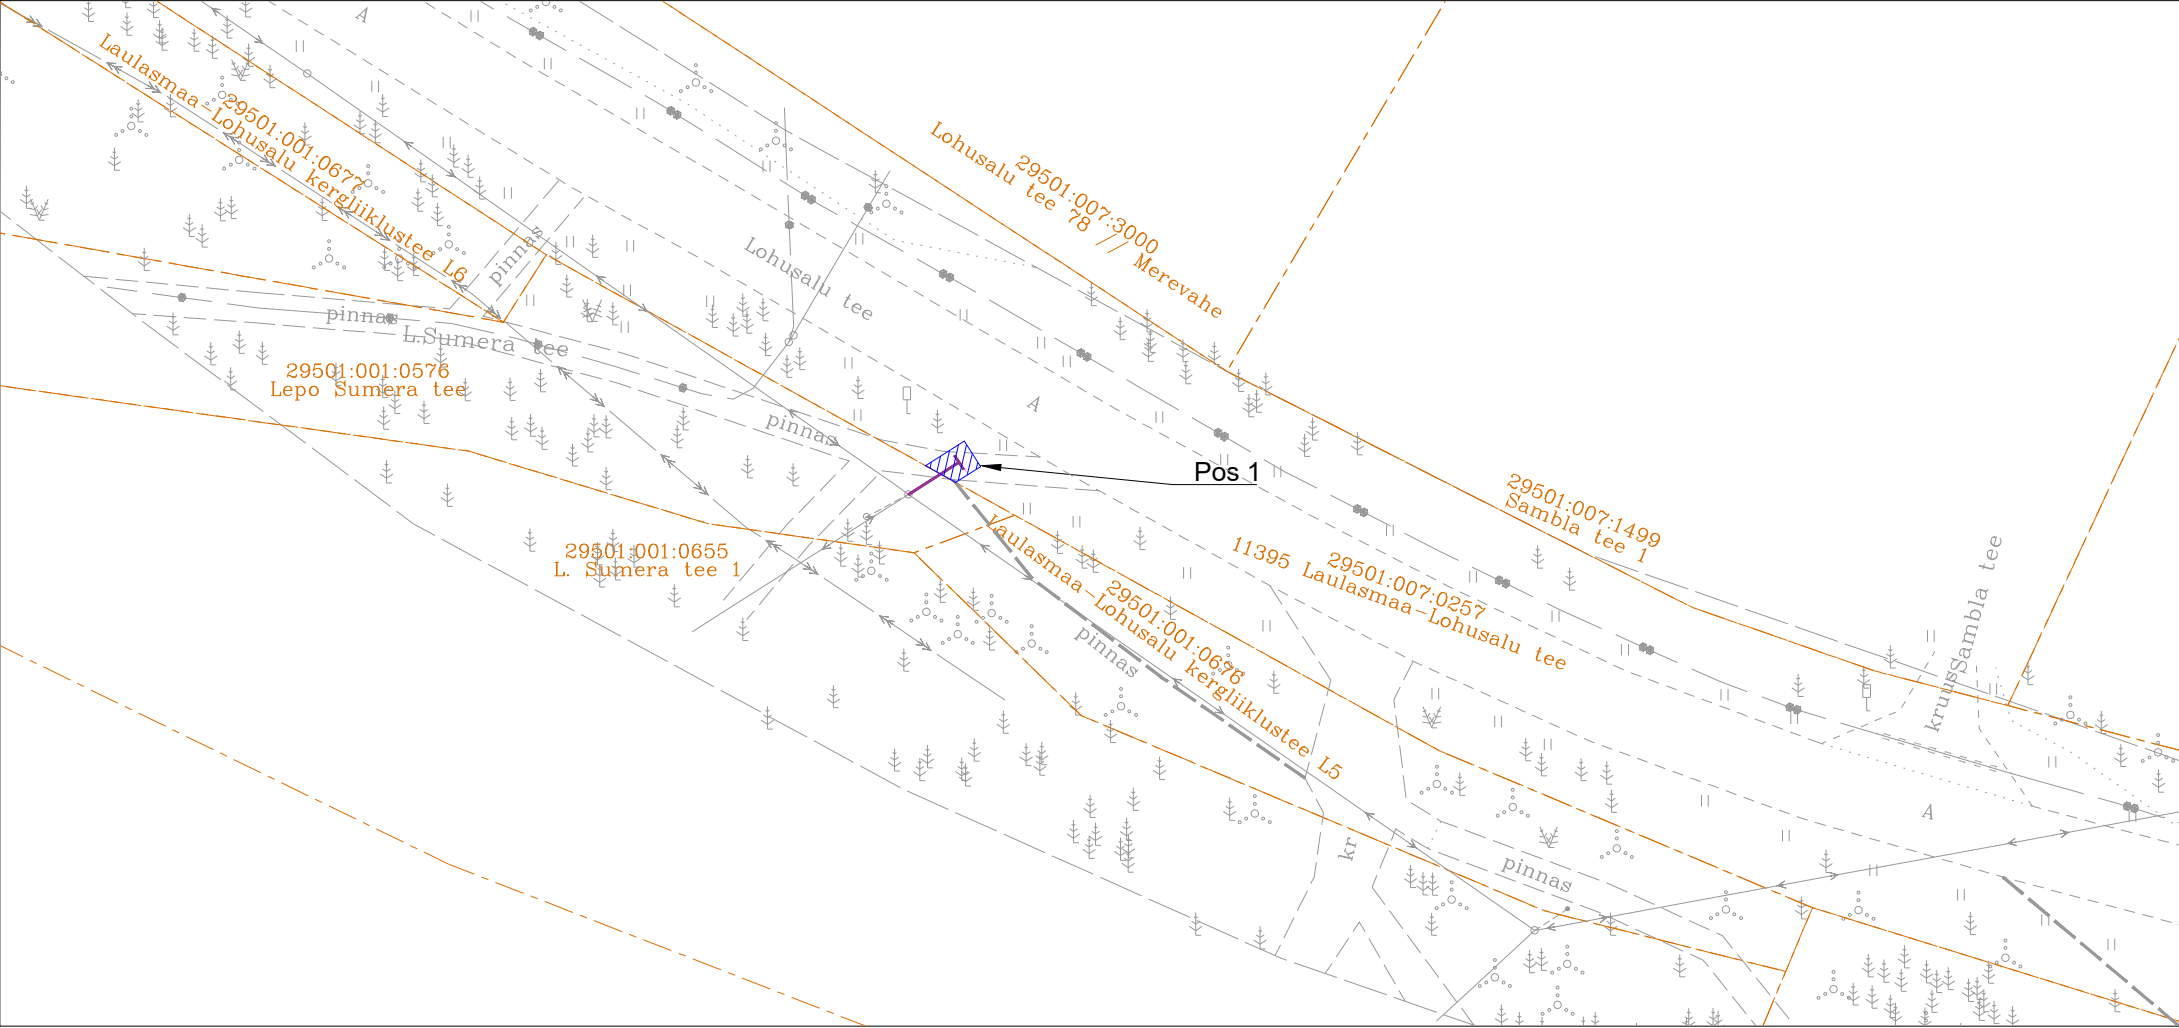 A
Laulasmaa-Lohusalu kergliiklustee L6
29501:001:0677
Lohusalu tee 78 // Merevahe
29501:007:3000
pinnas
Lohusalu tee
pinnas
L.Sumera tee
29501:001:0576
Lepo Sumera tee
A
pinnas
Pos 1
29501:007:1499
Sambla tee 1
29501:001:0655
L. Sumera tee 1
29501:007:0257
11395 Laulasmaa-Lohusalu tee
29501:001:0676
Laulasmaa-Lohusalu kergliiklustee L5
pinnas
Sambla tee
kruus
A
kr
pinnas